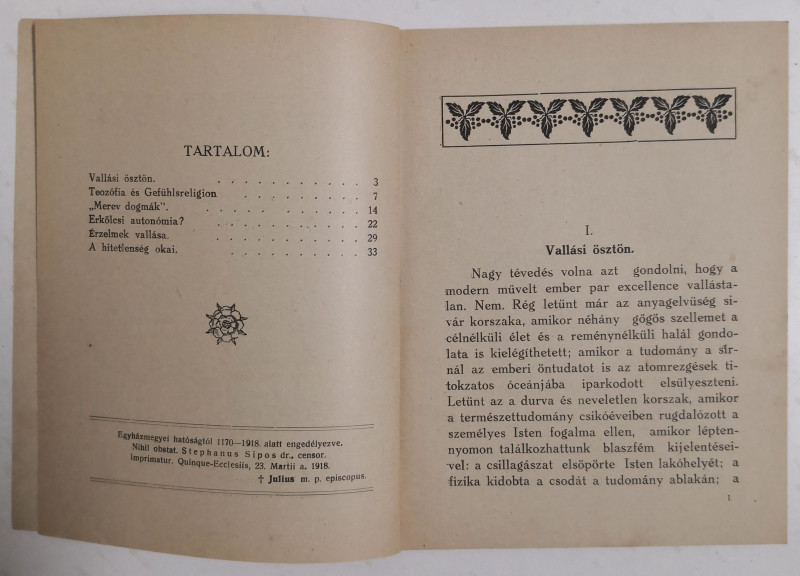 TARTALOM:
Vallási ösztön. . . . . . . . . . . 3
Teozófia és Gefühlsreligion . . . . . . . . . 7
„Merev dogmák". . . . . . . . . . 14
Erkölcsi autonómia? . . . . . . . . . 22
Érzelmek vallása. . . . . . . . . . 29
A hitetlenség okai. . . . . . . . . . 33
Egyházmegyei hatóságtól 1170—1918. alatt engedélyezve.
Nihil obstat. Stephanus Sipos dr., censor.
Imprimatur. Quinque-Ecclesiis, 23. Martii a. 1918.
† Julius m. p. episcopus.
I.
Vallási ösztön.
Nagy tévedés volna azt gondolni, hogy a
modern művelt ember par excellence vallásta-
lan. Nem. Rég letünt már az anyagelvüség si-
vár korszaka, amikor néhány gőgös szellemet a
célnélküli élet és a reménynélküli halál gondo-
lata is kielégíthetett; amikor a tudomány a sír-
nál az emberi öntudatot is az atomrezgések ti-
tokzatos óceánjába iparkodott elsülyeszteni.
Letünt az a durva és neveletlen korszak, amikor
a természettudomány csikóéveiben rugdalózott a
személyes Isten fogalma ellen, amikor lépten-
nyomon találkozhattunk blaszfém kijelentései-
vel: a csillagászat elsöpörte Isten lakóhelyét; a
fizika kidobta a csodát a tudomány ablakán; a
1